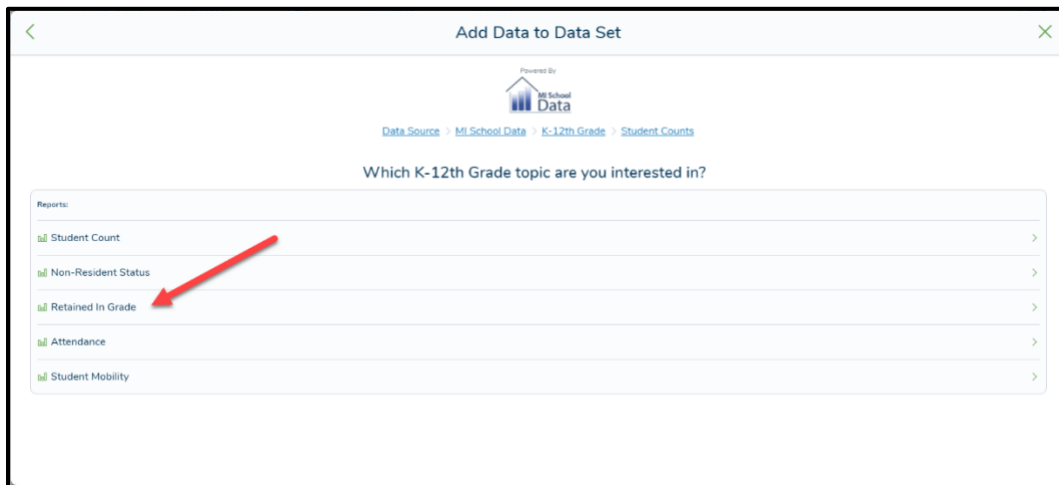 Add Data to Data Set
Powered By
MI School
Data
Data Source > MI School Data > K-12th Grade > Student Counts
Which K-12th Grade topic are you interested in?
Reports:
Student Count
Non-Resident Status
Retained In Grade
Attendance
Student Mobility